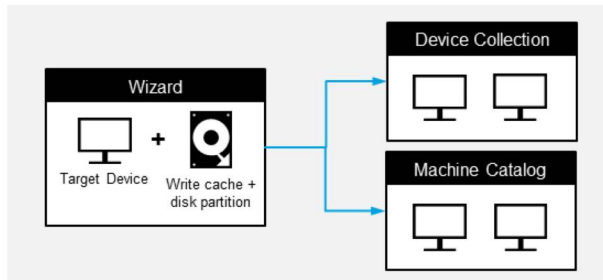 Wizard
+
Target Device
Write cache +
disk partition
Device Collection
Machine Catalog